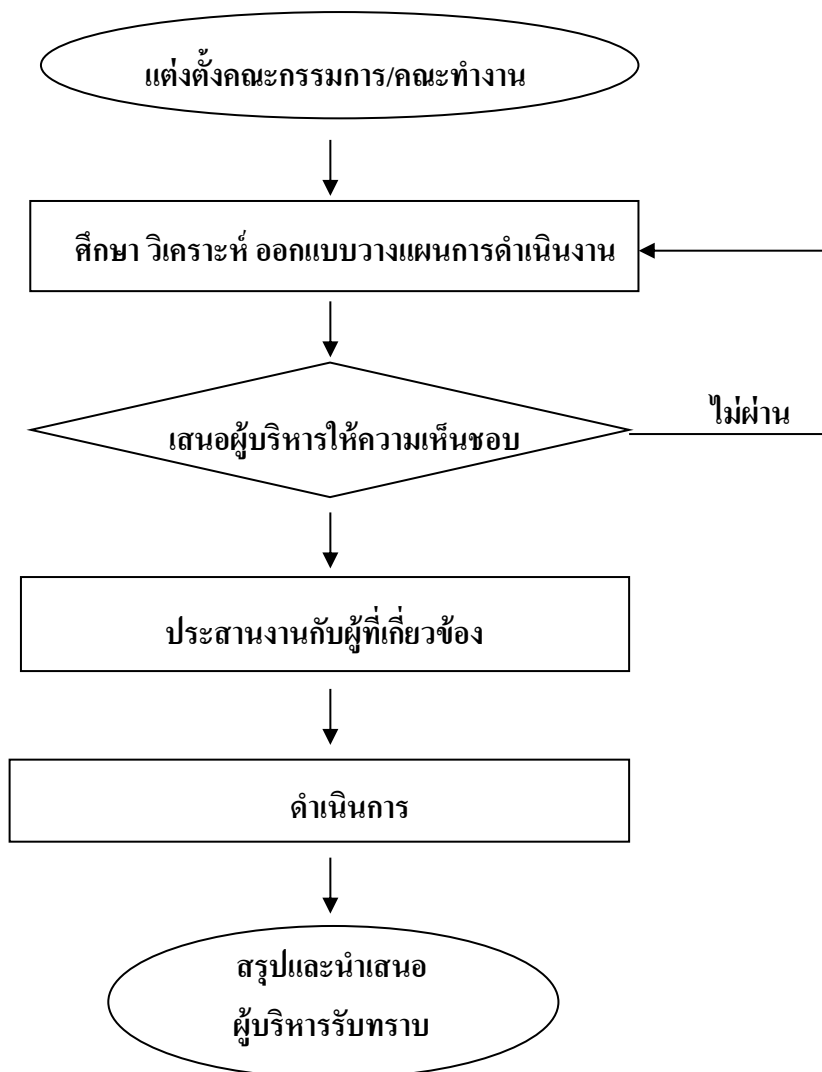 แต่งตั้งคณะกรรมการ/คณะทำงาน
ศึกษา วิเคราะห์ ออกแบบวางแผนการดำเนินงาน
ไม่ผ่าน
เสนอผู้บริหารให้ความเห็นชอบ
ประสานงานกับผู้ที่เกี่ยวข้อง
ดำเนินการ
สรุปและนำเสนอ
ผู้บริหารรับทราบ